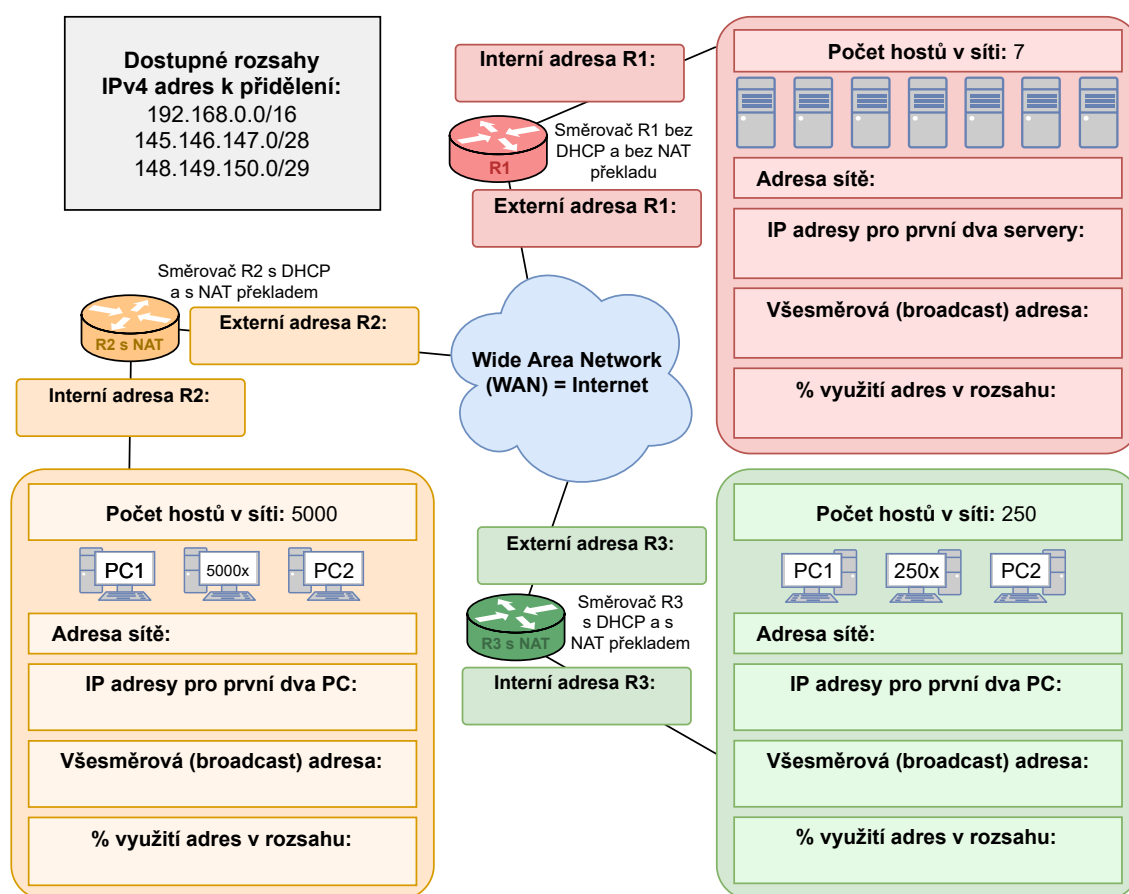 Dostupné rozsahy
IPv4 adres k přidělení:
192.168.0.0/16
145.146.147.0/28
148.149.150.0/29
Interní adresa R1:
R1
Směrovač R1 bez
DHCP a bez NAT
překladu
Externí adresa R1:
Počet hostů v síti: 7
Adresa sítě:
IP adresy pro první dva servery:
Všesměrová (broadcast) adresa:
% využití adres v rozsahu:
Směrovač R2 s DHCP
a s NAT překladem
R2 s NAT
Externí adresa R2:
Interní adresa R2:
Wide Area Network
(WAN) = Internet
Počet hostů v síti: 5000
PC1
5000x
PC2
Adresa sítě:
IP adresy pro první dva PC:
Všesměrová (broadcast) adresa:
% využití adres v rozsahu:
Externí adresa R3:
R3 s NAT
Směrovač R3
s DHCP a s
NAT překladem
Interní adresa R3:
Počet hostů v síti: 250
PC1
250x
PC2
Adresa sítě:
IP adresy pro první dva PC:
Všesměrová (broadcast) adresa:
% využití adres v rozsahu: